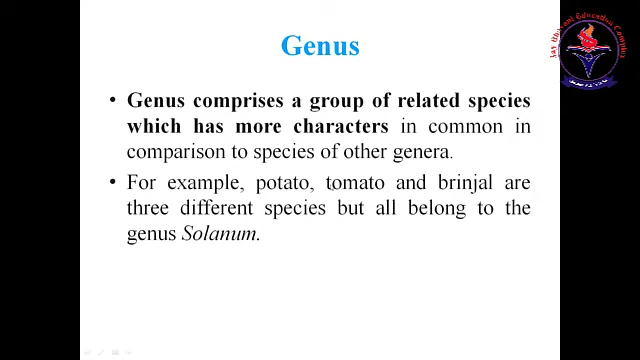 Genus
• Genus comprises a group of related species
which has more characters in common in
comparison to species of other genera.
• For example, potato, tomato and brinjal are
three different species but all belong to the
genus Solanum.